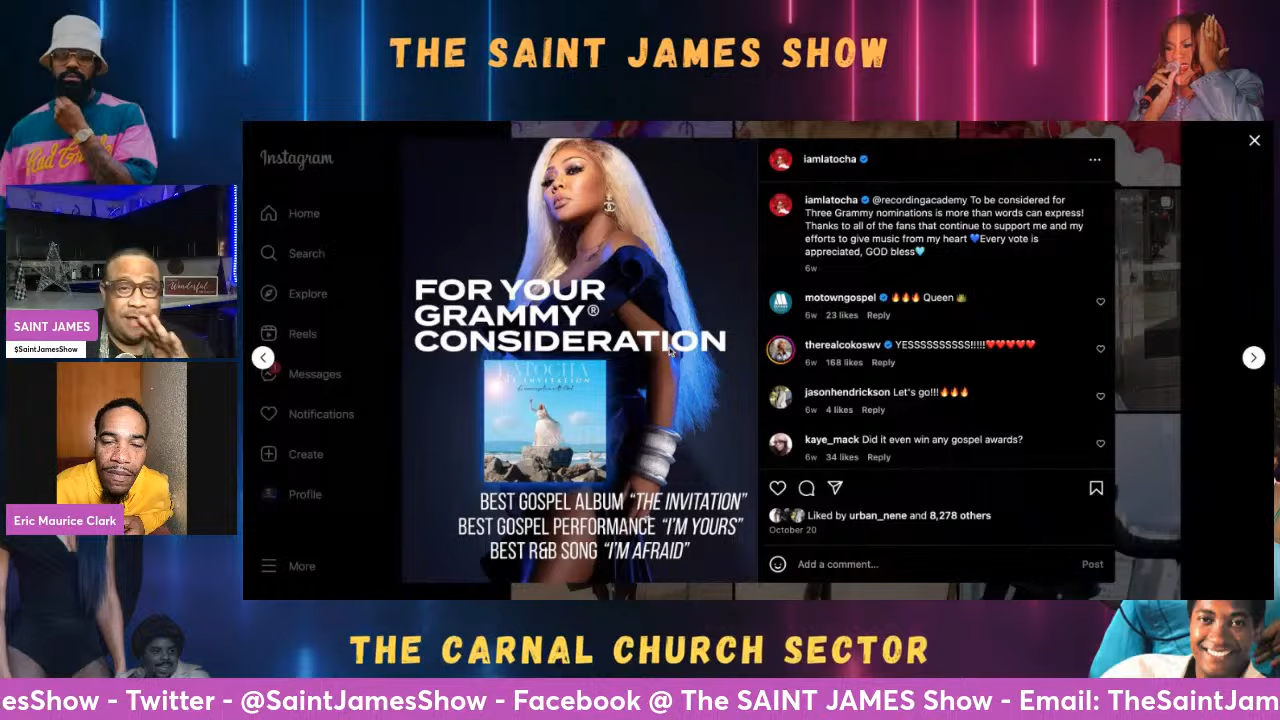 THE SAINT JAMES SHOW
SAINT JAMES
$SaintJamesShow
Eric Maurice Clark
Wonderful
Instagram
Home
Search
Explore
Reels
Messages
Notifications
Create
Profile
More
FOR YOUR
GRAMMY®
CONSIDERATION
BEST GOSPEL ALBUM “THE INVITATION”
BEST GOSPEL PERFORMANCE “I’M YOURS”
BEST R&B SONG “I’M AFRAID”
iamlatocha
iamlatocha @recordingacademy To be considered for
Three Grammy nominations is more than words can express!
Thanks to all of the fans that continue to support me and my
efforts to give music from my heart 💙Every vote is
appreciated, GOD bless🩵
6w
motowngospel 🔥🔥🔥 Queen 👑
6w 23 likes Reply
therealcokoswv YESSSSSSSSSS!!!!!❤️❤️❤️❤️❤️
6w 168 likes Reply
jasonhendrickson Let's go!!!🔥🔥🔥
6w 4 likes Reply
kaye_mack Did it even win any gospel awards?
6w 34 likes Reply
Liked by urban_nene and 8,278 others
October 20
Add a comment...
Post
THE CARNAL CHURCH SECTOR
esShow - Twitter - @SaintJamesShow - Facebook @ The SAINT JAMES Show - Email: TheSaintJam